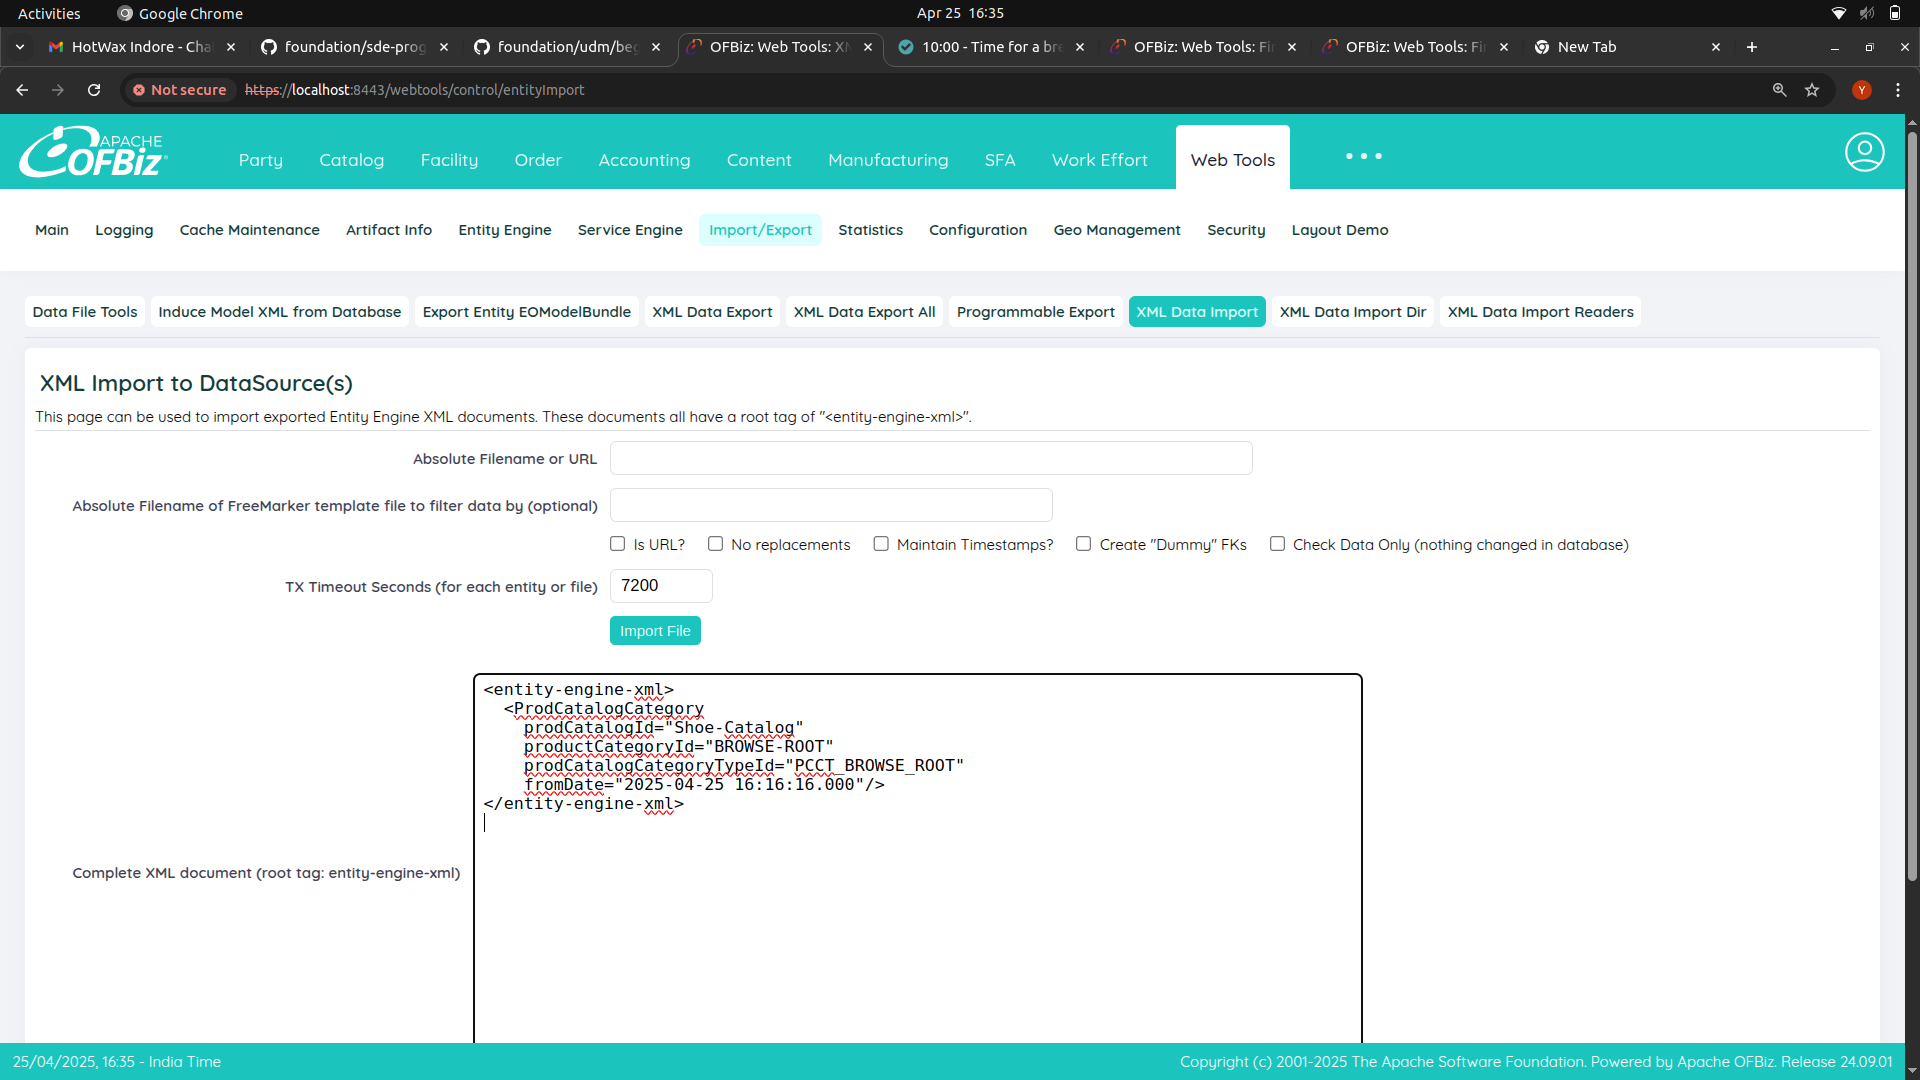 Activities
Google Chrome
Apr 25 16:35
HotWax Indore - Cha
foundation/sde-prog
foundation/udm/beg
OFBiz: Web Tools: XM
10:00 - Time for a bre
OFBiz: Web Tools: Fin
OFBiz: Web Tools: Fin
New Tab
Not secure
https://localhost:8443/webtools/control/entityImport
Y
APACHE
OFBiz
Party
Catalog
Facility
Order
Accounting
Content
Manufacturing
SFA
Work Effort
Web Tools
Main
Logging
Cache Maintenance
Artifact Info
Entity Engine
Service Engine
Import/Export
Statistics
Configuration
Geo Management
Security
Layout Demo
Data File Tools
Induce Model XML from Database
Export Entity EOModelBundle
XML Data Export
XML Data Export All
Programmable Export
XML Data Import
XML Data Import Dir
XML Data Import Readers
XML Import to DataSource(s)
This page can be used to import exported Entity Engine XML documents. These documents all have a root tag of "<entity-engine-xml>".
Absolute Filename or URL
Absolute Filename of FreeMarker template file to filter data by (optional)
Is URL?
No replacements
Maintain Timestamps?
Create "Dummy" FKs
Check Data Only (nothing changed in database)
TX Timeout Seconds (for each entity or file)
7200
Import File
Complete XML document (root tag: entity-engine-xml)
<entity-engine-xml>
<ProdCatalogCategory
prodCatalogId="Shoe-Catalog"
productCategoryId="BROWSE-ROOT"
prodCatalogCategoryTypeId="PCCT_BROWSE_ROOT"
fromDate="2025-04-25 16:16:16.000"/>
</entity-engine-xml>
25/04/2025, 16:35 - India Time
Copyright (c) 2001-2025 The Apache Software Foundation. Powered by Apache OFBiz. Release 24.09.01